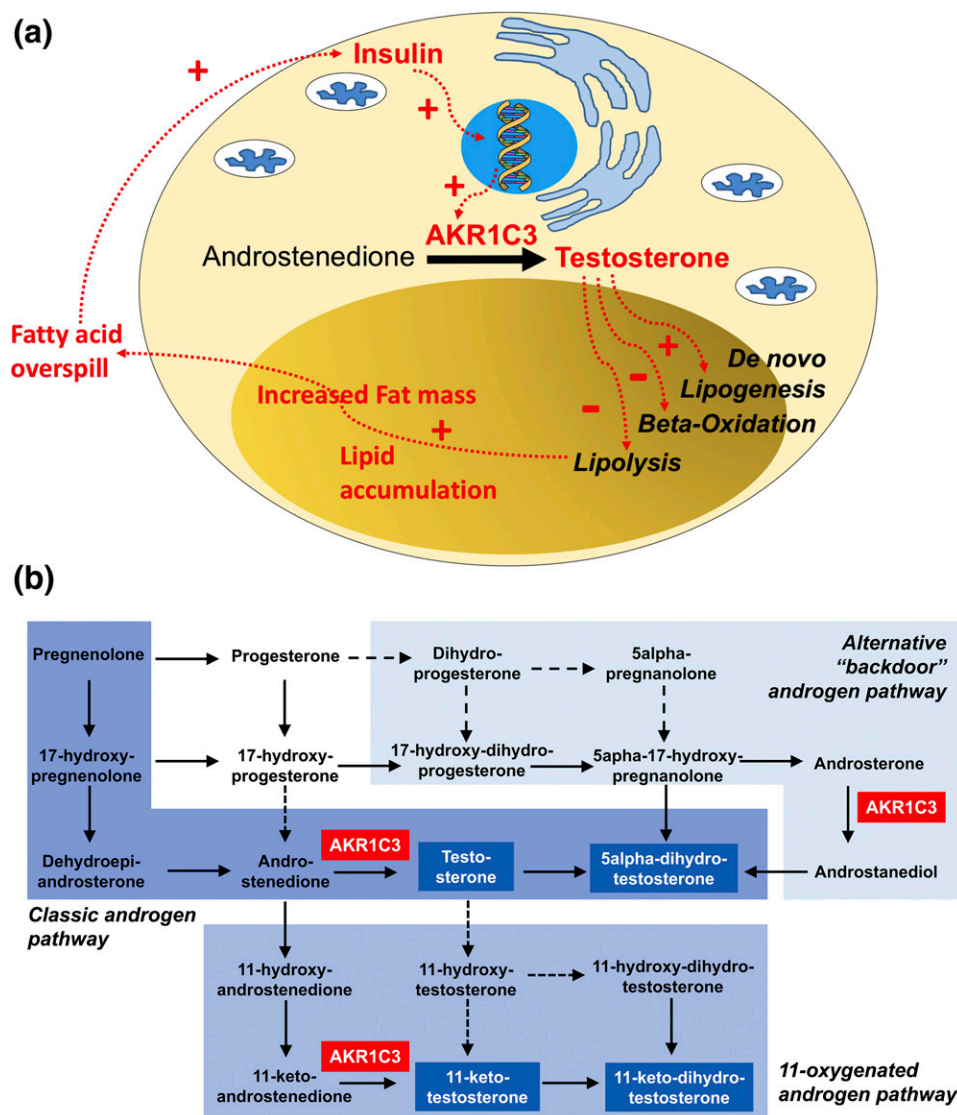 (a)
Insulin
+
+
+
AKR1C3
Androstenedione
Testosterone
Fatty acid
overspill
+
De novo
Lipogenesis
-
Beta-Oxidation
-
Increased Fat mass
+
Lipolysis
Lipid
accumulation
(b)
Pregnenolone
Progesterone
Dihydro-
progesterone
5alpha-
pregnanolone
Alternative
“backdoor”
androgen pathway
17-hydroxy-
pregnenolone
17-hydroxy-
progesterone
17-hydroxy-dihydro-
progesterone
5apha-17-hydroxy-
pregnanolone
Androsterone
AKR1C3
Dehydroepi-
androsterone
Andro-
stenedione
AKR1C3
Testo-
sterone
5alpha-dihydro-
testosterone
Androstanediol
Classic androgen
pathway
11-hydroxy-
androstenedione
11-hydroxy-
testosterone
11-hydroxy-dihydro-
testosterone
AKR1C3
11-keto-
androstenedione
11-keto-
testosterone
11-keto-dihydro-
testosterone
11-oxygenated
androgen pathway